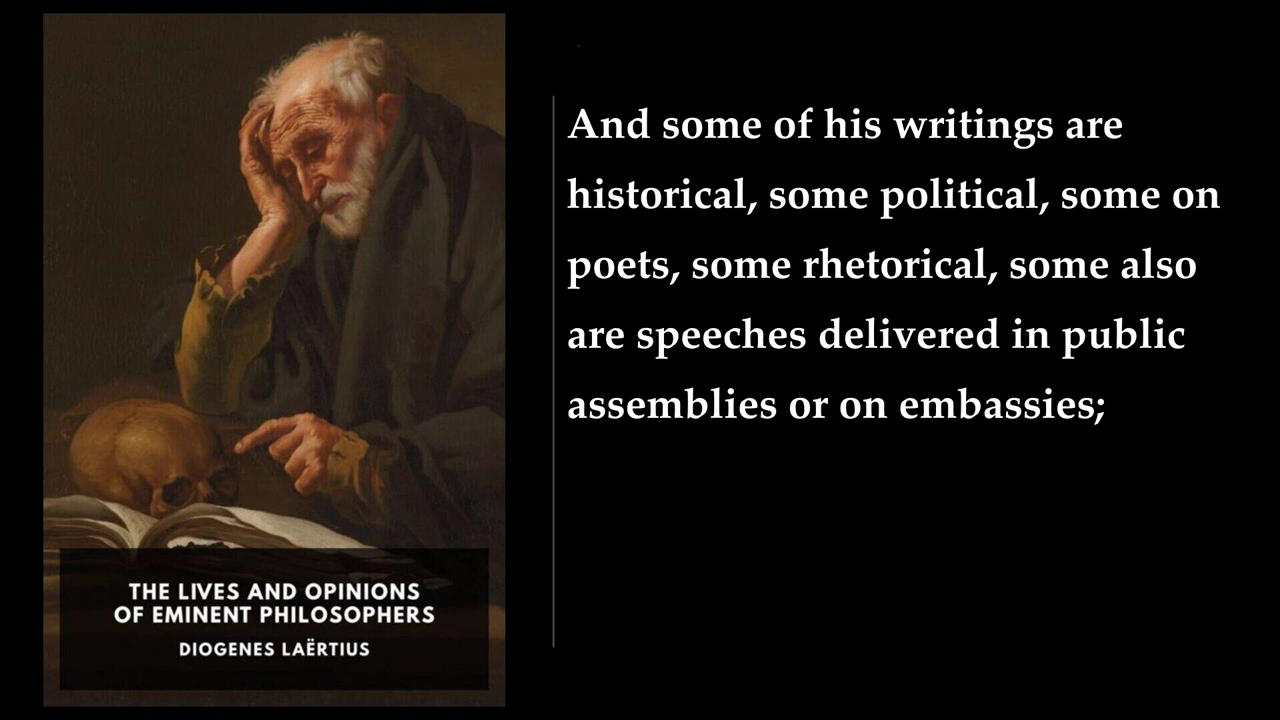 And some of his writings are
historical, some political, some on
poets, some rhetorical, some also
are speeches delivered in public
assemblies or on embassies;
THE LIVES AND OPINIONS
OF EMINENT PHILOSOPHERS
DIOGENES LAËRTIUS